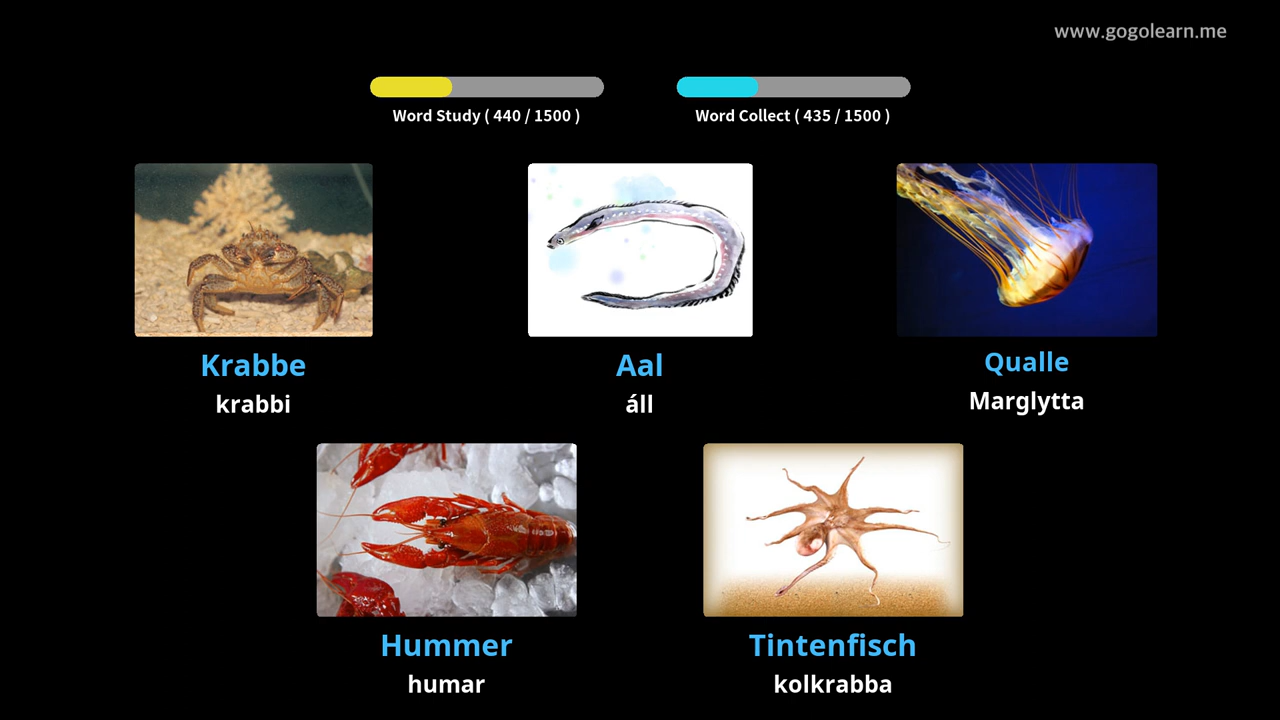 www.gogolearn.me
Word Study ( 440 / 1500 )
Word Collect ( 435 / 1500 )
Krabbe
krabbi
Aal
áll
Qualle
Marglytta
Hummer
humar
Tintenfisch
kolkrabba